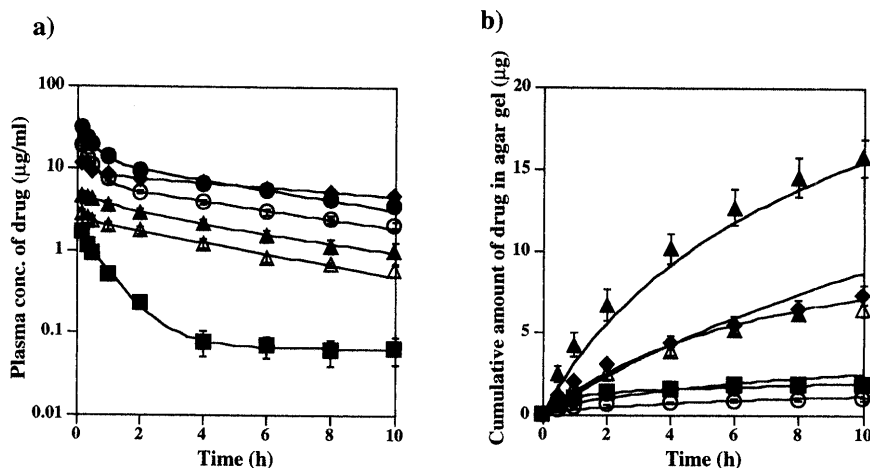 a)
Plasma conc. of drug (μg/ml)
100
10
1
0.1
0.01
0 2 4 6 8 10
Time (h)
b)
Cumulative amount of drug in agar gel (μg)
20
15
10
5
0
0 2 4 6 8 10
Time (h)